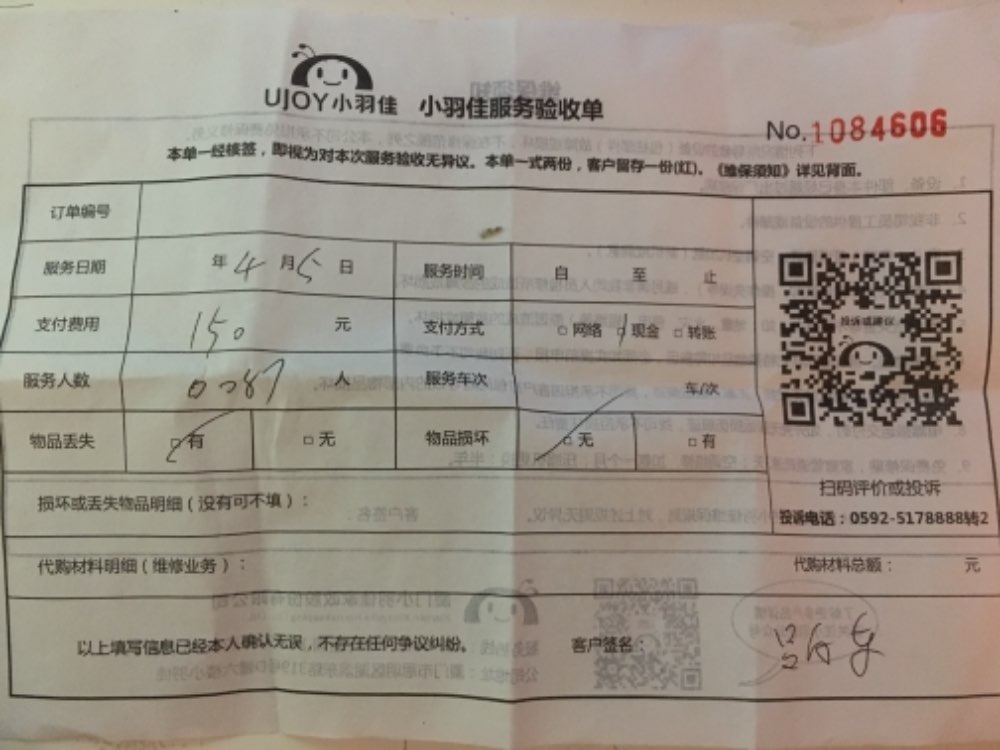 UJOY小羽佳 小羽佳服务验收单
No.1084606
本单一经核签，即视为对本次服务验收无异议。本单一式两份，客户留存一份(红)。《维保须知》详见背面。
订单编号
服务日期 年 4 月 5 日 服务时间 自 至 止
支付费用 150 元 支付方式 □网络 □现金 □转账
投诉或建议
服务人数 0087 人 服务车次 车/次
物品丢失 □有 □无 物品损坏 □无 □有
扫码评价或投诉
损坏或丢失物品明细（没有可不填）：
投诉电话：0592-5178888转2
代购材料明细（维修业务）： 代购材料总额： 元
以上填写信息已经本人确认无误，不存在任何争议纠纷。 客户签名：